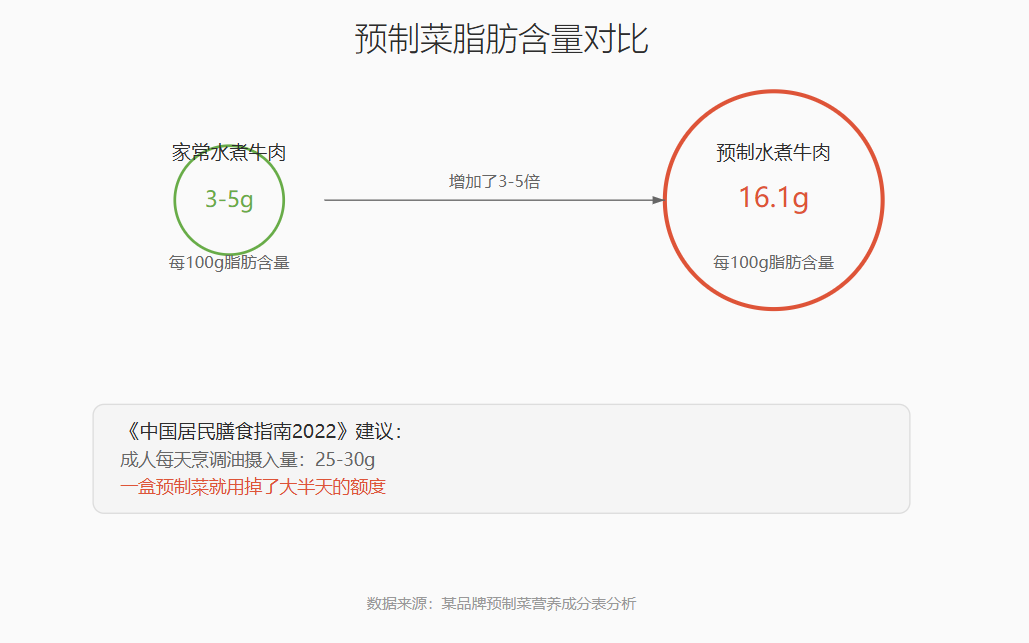 预制菜脂肪含量对比
家常水煮牛肉
3-5g
每100g脂肪含量
增加了3-5倍
预制水煮牛肉
16.1g
每100g脂肪含量
《中国居民膳食指南2022》建议：
成人每天烹调油摄入量：25-30g
一盒预制菜就用掉了大半天的额度
数据来源：某品牌预制菜营养成分表分析